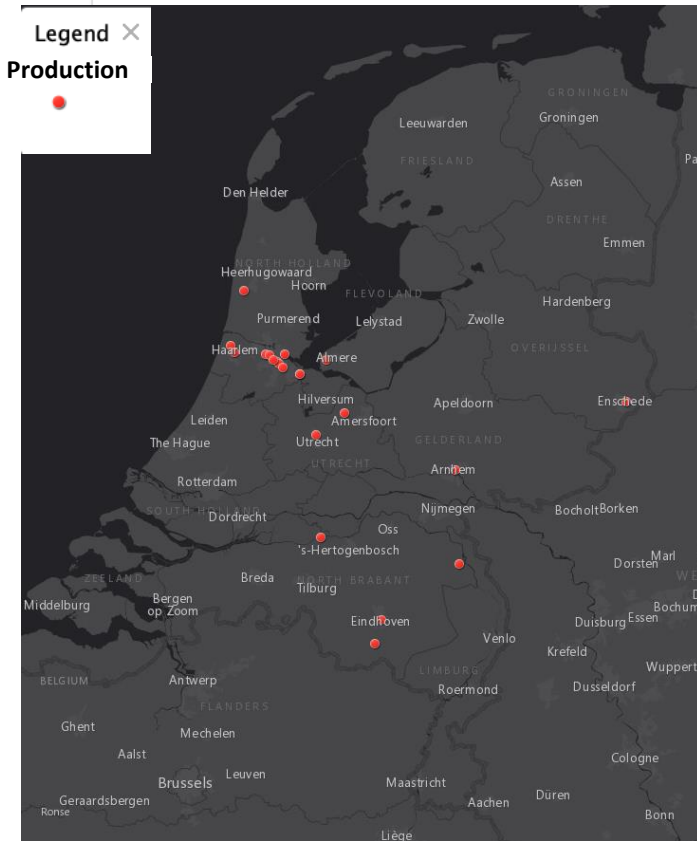 Legend ×
Production
GRONINGEN
Groningen
Leeuwarden
FRIESLAND
Assen
Den Helder
DRENTHE
Emmen
NORTH HOLLAND
Heerhugowaard
Hoorn
FLEVOLAND
Hardenberg
Purmerend
Lelystad
Zwolle
Haarlem
Almere
OVERIJSSEL
Hilversum
Apeldoorn
Enschede
Leiden
Amersfoort
The Hague
Utrecht
GELDERLAND
UTRECHT
Arnhem
Rotterdam
SOUTH HOLLAND
Dordrecht
Nijmegen
Bocholt
Borken
Oss
's-Hertogenbosch
Marl
Dorsten
ZEELAND
Breda
NORTH BRABANT
Tilburg
Middelburg
Bergen
op Zoom
Eindhoven
Duisburg
Essen
Bochum
Venlo
Krefeld
LIMBURG
Wuppert
BELGIUM
Antwerp
Roermond
Dusseldorf
FLANDERS
Ghent
Mechelen
Aalst
Cologne
Brussels
Leuven
Maastricht
Düren
Geraardsbergen
Aachen
Ronse
Bonn
Liège